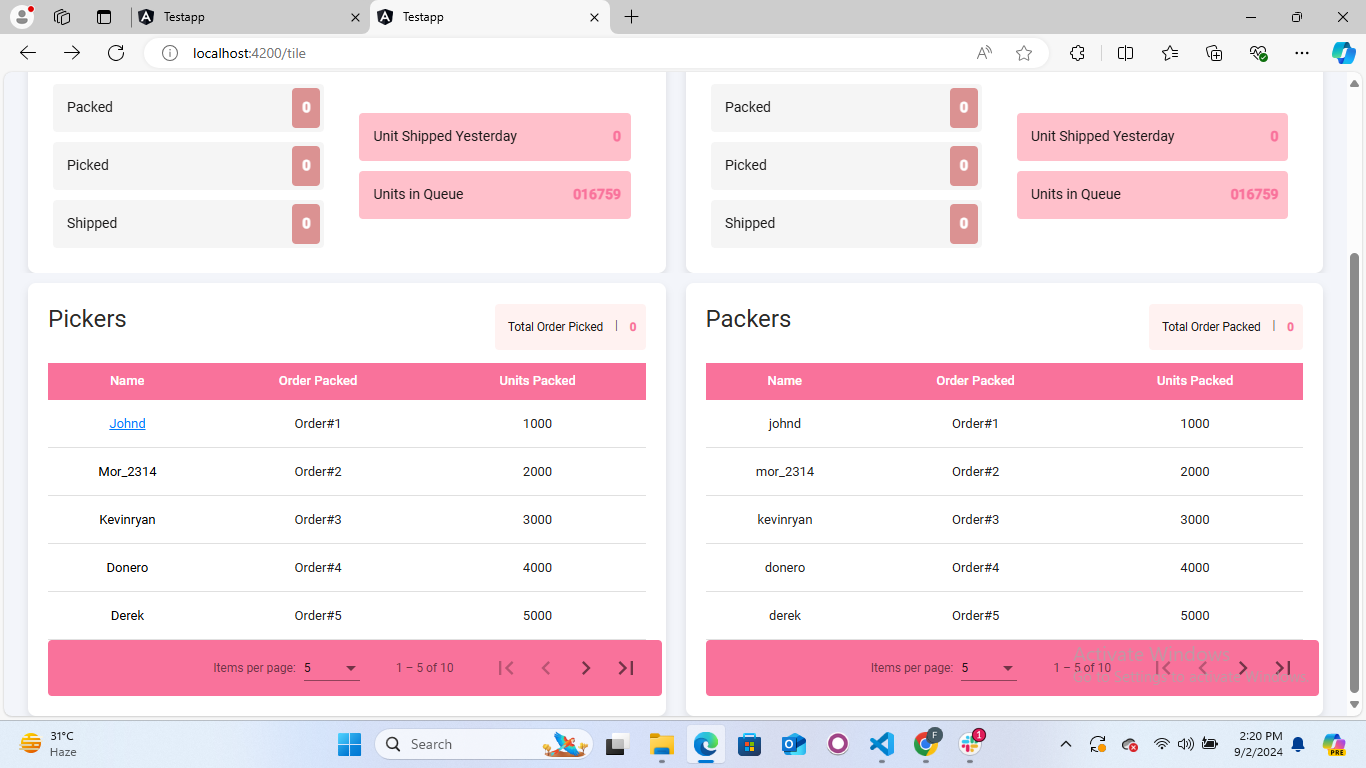 Testapp
Testapp
localhost:4200/tile
Packed 0
Picked 0
Shipped 0
Unit Shipped Yesterday 0
Units in Queue 016759
Packed 0
Picked 0
Shipped 0
Unit Shipped Yesterday 0
Units in Queue 016759
Pickers
Total Order Picked | 0
Name Order Packed Units Packed
Johnd Order#1 1000
Mor_2314 Order#2 2000
Kevinryan Order#3 3000
Donero Order#4 4000
Derek Order#5 5000
Items per page: 5 1 – 5 of 10
Packers
Total Order Packed | 0
Name Order Packed Units Packed
johnd Order#1 1000
mor_2314 Order#2 2000
kevinryan Order#3 3000
donero Order#4 4000
derek Order#5 5000
Items per page: 5 1 – 5 of 10
Activate Windows
Go to Settings to activate Windows.
31°C
Haze
Search
F
1
2:20 PM
9/2/2024
PRE